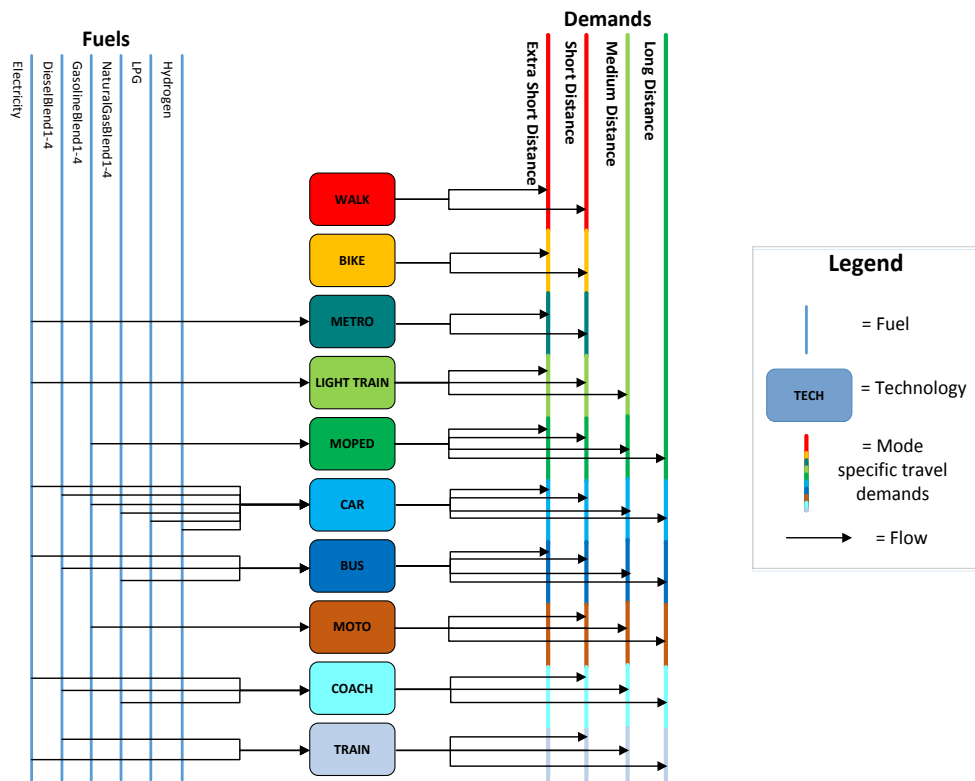 Fuels
Demands
Electricity
DieselBlend1-4
GasolineBlend1-4
NaturalGasBlend1-4
LPG
Hydrogen
Extra Short Distance
Short Distance
Medium Distance
Long Distance
WALK
BIKE
METRO
LIGHT TRAIN
MOPED
CAR
BUS
MOTO
COACH
TRAIN
Legend
= Fuel
TECH
= Technology
= Mode
specific travel
demands
= Flow